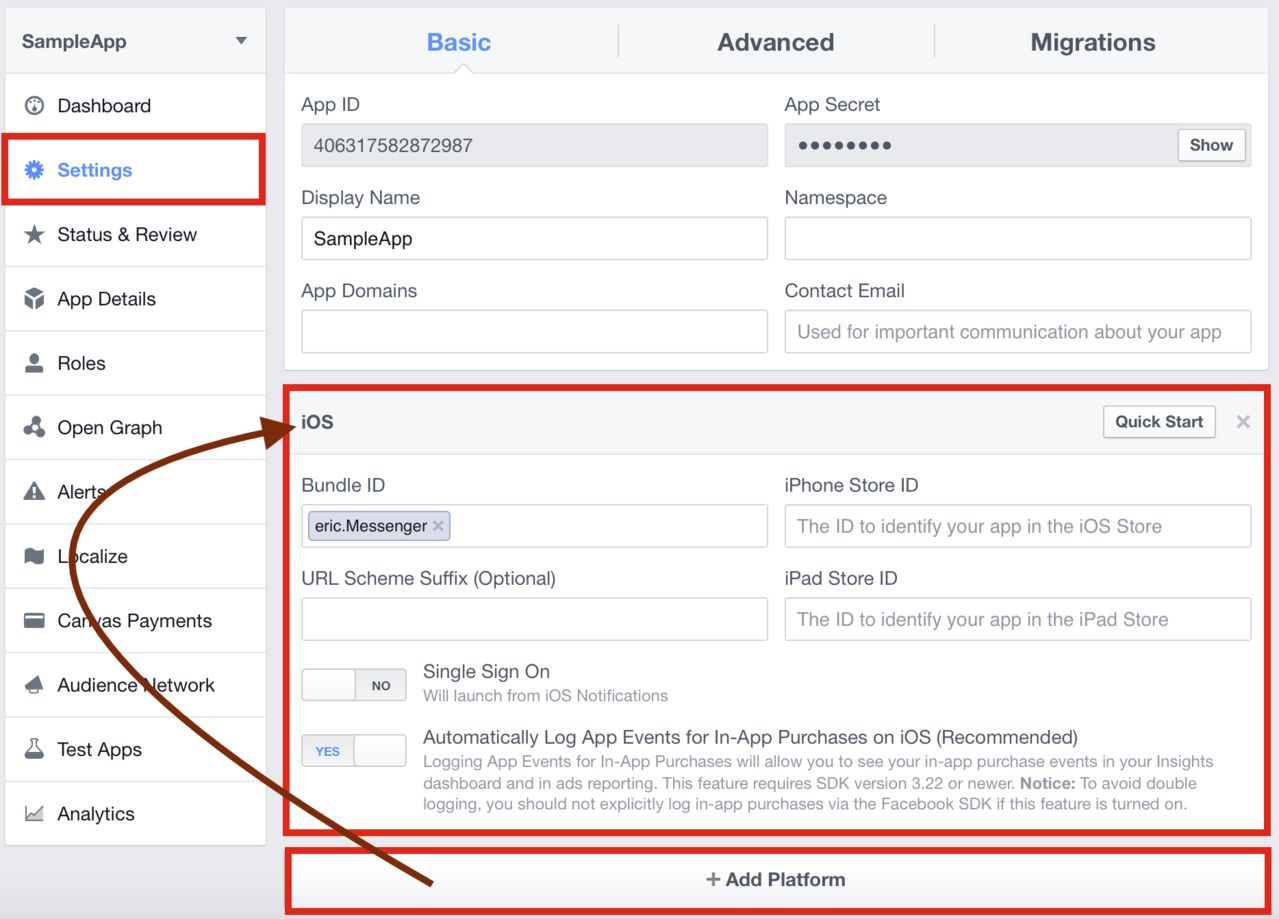 SampleApp
Dashboard
Settings
Status & Review
App Details
Roles
Open Graph
Alerts
Localize
Canvas Payments
Audience Network
Test Apps
Analytics
Basic Advanced Migrations
App ID App Secret
406317582872987 •••••••• Show
Display Name Namespace
SampleApp
App Domains Contact Email
Used for important communication about your app
iOS Quick Start ×
Bundle ID iPhone Store ID
eric.Messenger × The ID to identify your app in the iOS Store
URL Scheme Suffix (Optional) iPad Store ID
The ID to identify your app in the iPad Store
NO Single Sign On
Will launch from iOS Notifications
YES Automatically Log App Events for In-App Purchases on iOS (Recommended)
Logging App Events for In-App Purchases will allow you to see your in-app purchase events in your Insights
dashboard and in ads reporting. This feature requires SDK version 3.22 or newer. Notice: To avoid double
logging, you should not explicitly log in-app purchases via the Facebook SDK if this feature is turned on.
+ Add Platform